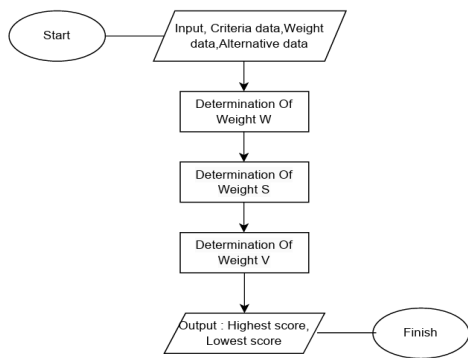 Start
Input, Criteria data,Weight
data,Alternative data
Determination Of
Weight W
Determination Of
Weight S
Determination Of
Weight V
Output : Highest score,
Lowest score
Finish